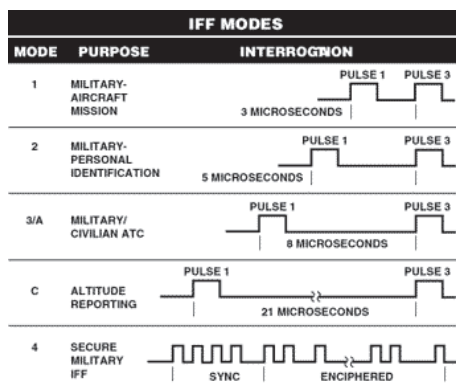 IFF MODES
MODE PURPOSE INTERROGTNION
PULSE 1 PULSE 3
1 MILITARY-
AIRCRAFT
MISSION
3 MICROSECONDS
PULSE 1 PULSE 3
2 MILITARY-
PERSONAL
IDENTIFICATION
5 MICROSECONDS
PULSE 1 PULSE 3
3/A MILITARY/
CIVILIAN ATC
8 MICROSECONDS
PULSE 1 PULSE 3
C ALTITUDE
REPORTING
21 MICROSECONDS
4 SECURE
MILITARY
IFF
SYNC ENCIPHERED